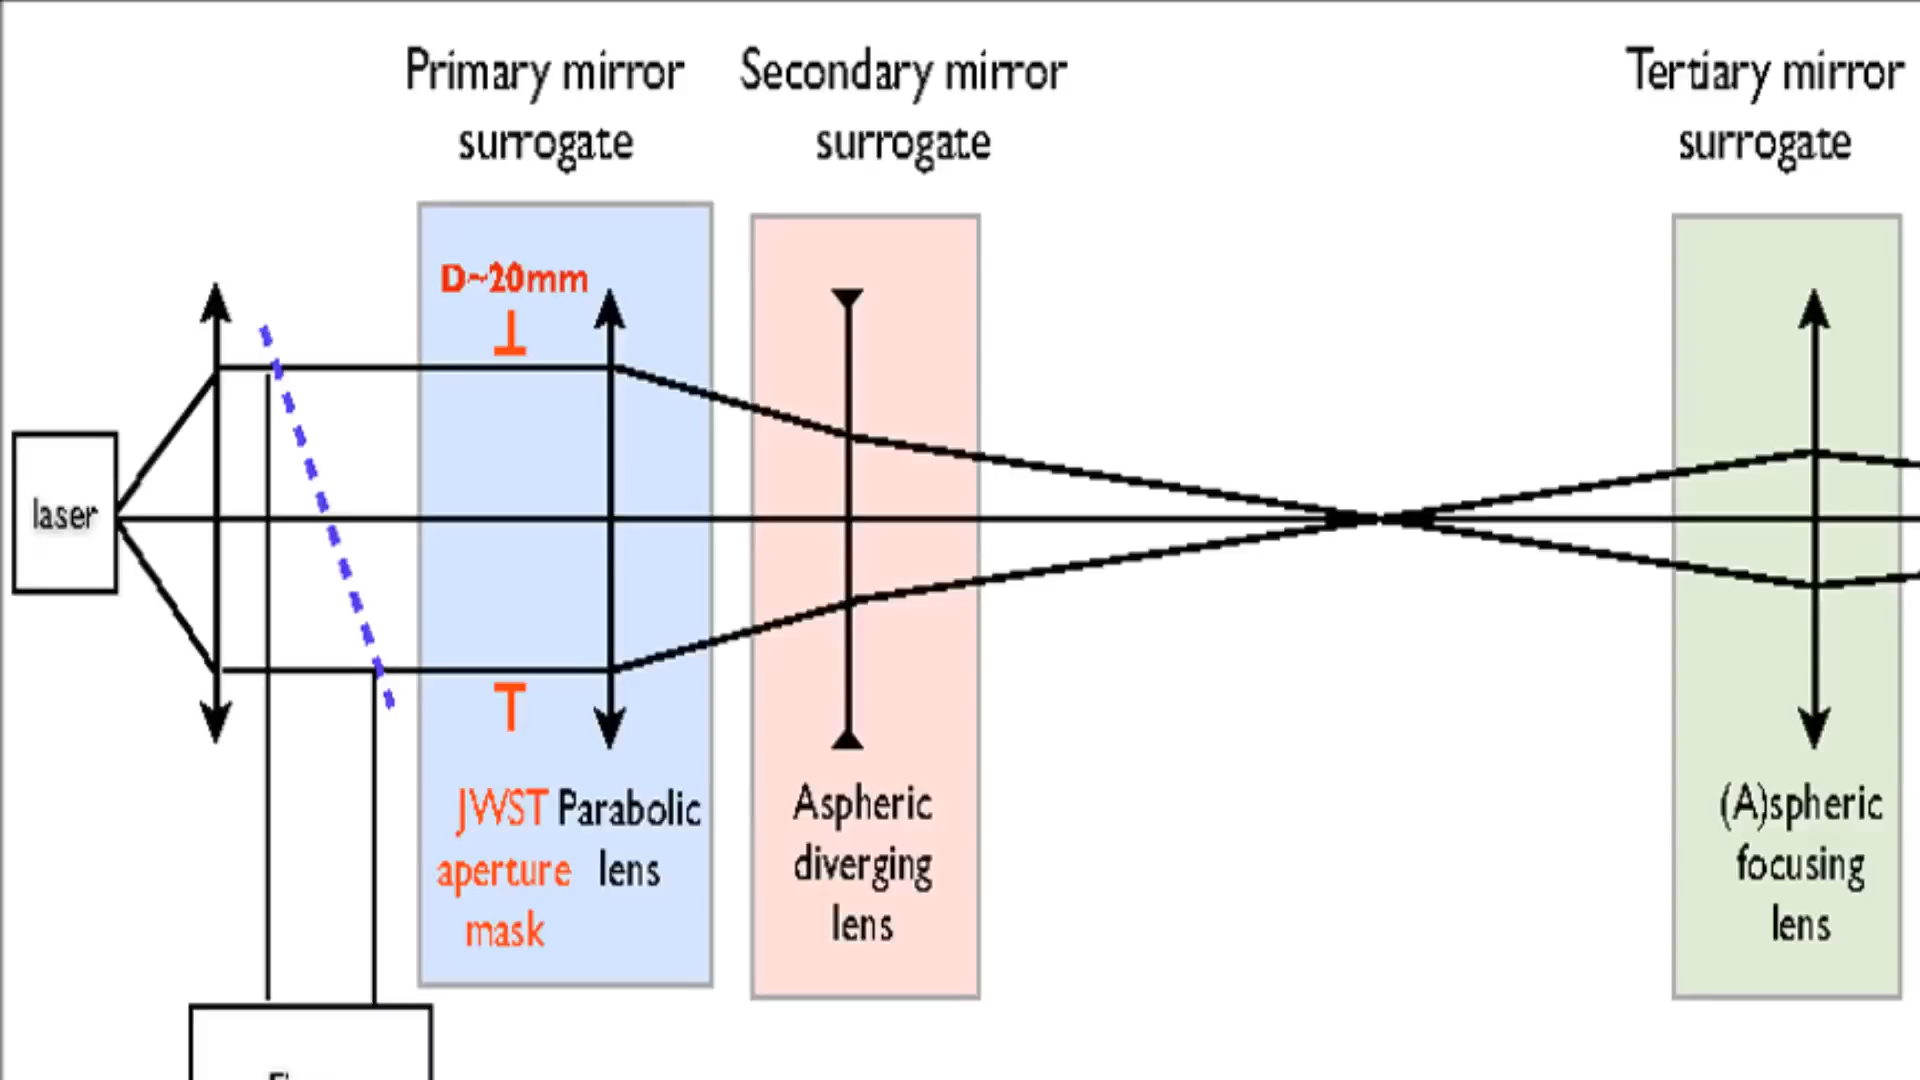 Primary mirror
surrogate
Secondary mirror
surrogate
Tertiary mirror
surrogate
D~20mm
laser
JWST
aperture
mask
Parabolic
lens
Aspheric
diverging
lens
(A)spheric
focusing
lens